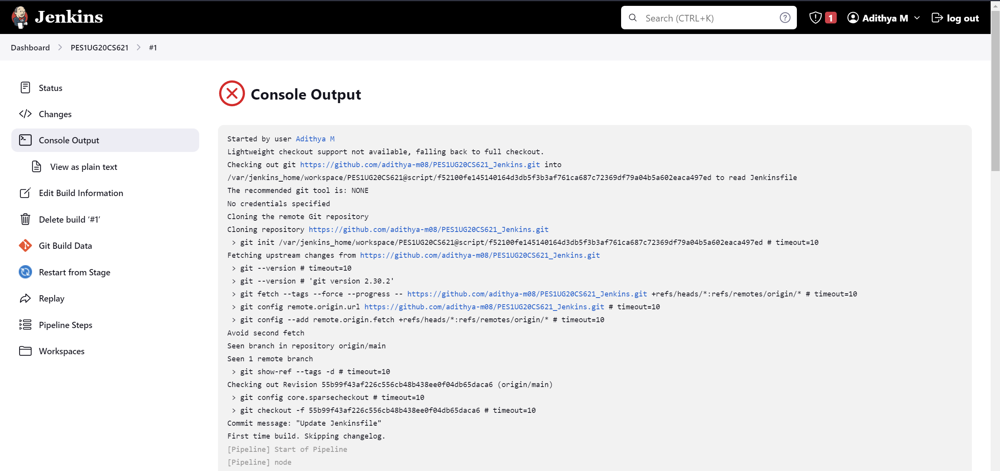 Jenkins
Search (CTRL+K)
1
Adithya M
log out
Dashboard
PES1UG20CS621
#1
Status
Changes
Console Output
View as plain text
Edit Build Information
Delete build ‘#1’
Git Build Data
Restart from Stage
Replay
Pipeline Steps
Workspaces
Console Output
Started by user Adithya M
Lightweight checkout support not available, falling back to full checkout.
Checking out git https://github.com/adithya-m08/PES1UG20CS621_Jenkins.git into
/var/jenkins_home/workspace/PES1UG20CS621@script/f52100fe145140164d3db5f3b3af761ca687c72369df79a04b5a602eaca497ed to read Jenkinsfile
The recommended git tool is: NONE
No credentials specified
Cloning the remote Git repository
Cloning repository https://github.com/adithya-m08/PES1UG20CS621_Jenkins.git
> git init /var/jenkins_home/workspace/PES1UG20CS621@script/f52100fe145140164d3db5f3b3af761ca687c72369df79a04b5a602eaca497ed # timeout=10
Fetching upstream changes from https://github.com/adithya-m08/PES1UG20CS621_Jenkins.git
> git --version # timeout=10
> git --version # 'git version 2.30.2'
> git fetch --tags --force --progress -- https://github.com/adithya-m08/PES1UG20CS621_Jenkins.git +refs/heads/*:refs/remotes/origin/* # timeout=10
> git config remote.origin.url https://github.com/adithya-m08/PES1UG20CS621_Jenkins.git # timeout=10
> git config --add remote.origin.fetch +refs/heads/*:refs/remotes/origin/* # timeout=10
Avoid second fetch
Seen branch in repository origin/main
Seen 1 remote branch
> git show-ref --tags -d # timeout=10
Checking out Revision 55b99f43af226c556cb48b438ee0f04db65daca6 (origin/main)
> git config core.sparsecheckout # timeout=10
> git checkout -f 55b99f43af226c556cb48b438ee0f04db65daca6 # timeout=10
Commit message: "Update Jenkinsfile"
First time build. Skipping changelog.
[Pipeline] Start of Pipeline
[Pipeline] node